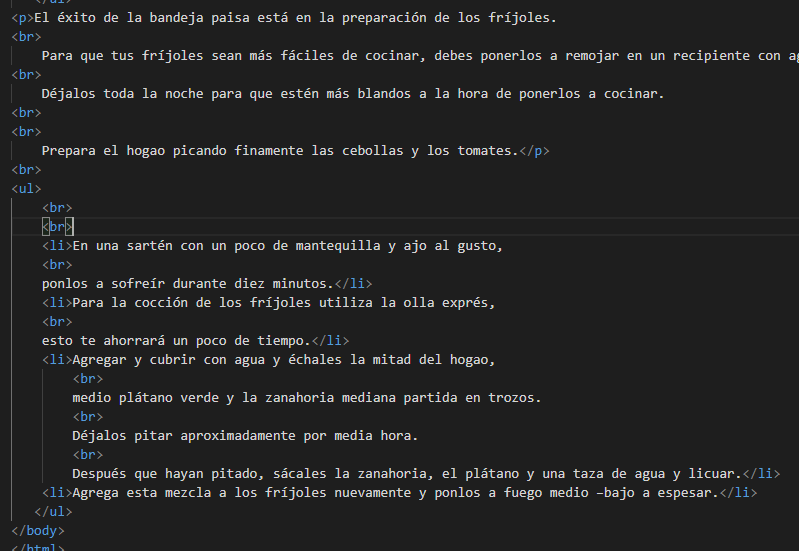 </ul>
<p>El éxito de la bandeja paisa está en la preparación de los fríjoles.
<br>
Para que tus fríjoles sean más fáciles de cocinar, debes ponerlos a remojar en un recipiente con
<br>
Déjalos toda la noche para que estén más blandos a la hora de ponerlos a cocinar.
<br>
<br>
Prepara el hogao picando finamente las cebollas y los tomates.</p>
<br>
<ul>
<br>
<br>
<li>En una sartén con un poco de mantequilla y ajo al gusto,
<br>
ponlos a sofreír durante diez minutos.</li>
<li>Para la cocción de los fríjoles utiliza la olla exprés,
<br>
esto te ahorrará un poco de tiempo.</li>
<li>Agregar y cubrir con agua y échales la mitad del hogao,
<br>
medio plátano verde y la zanahoria mediana partida en trozos.
<br>
Déjalos pitar aproximadamente por media hora.
<br>
Después que hayan pitado, sácales la zanahoria, el plátano y una taza de agua y licuar.</li>
<li>Agrega esta mezcla a los fríjoles nuevamente y ponlos a fuego medio –bajo a espesar.</li>
</ul>
</body>
</html>